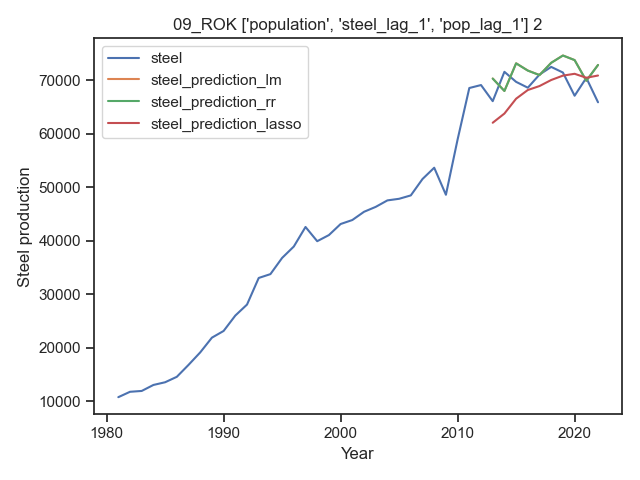 09_ROK ['population', 'steel_lag_1', 'pop_lag_1'] 2
steel
steel_prediction_lm
steel_prediction_rr
steel_prediction_lasso
Steel production
70000
60000
50000
40000
30000
20000
10000
1980
1990
2000
2010
2020
Year